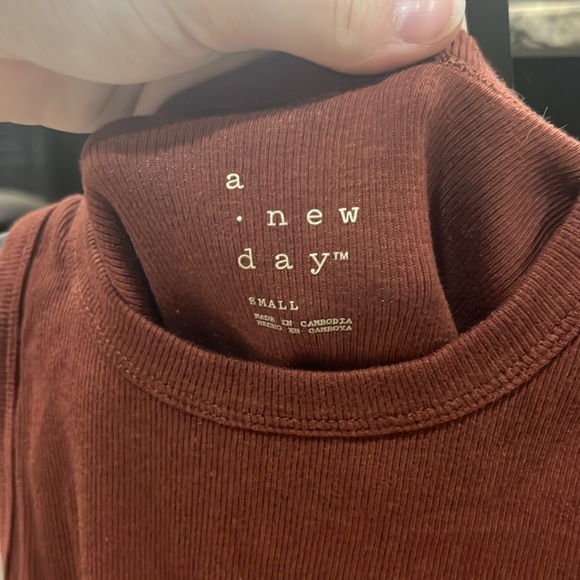 a
· new
day™
SMALL
MADE IN CAMBODIA
HECHO EN CAMBOYA